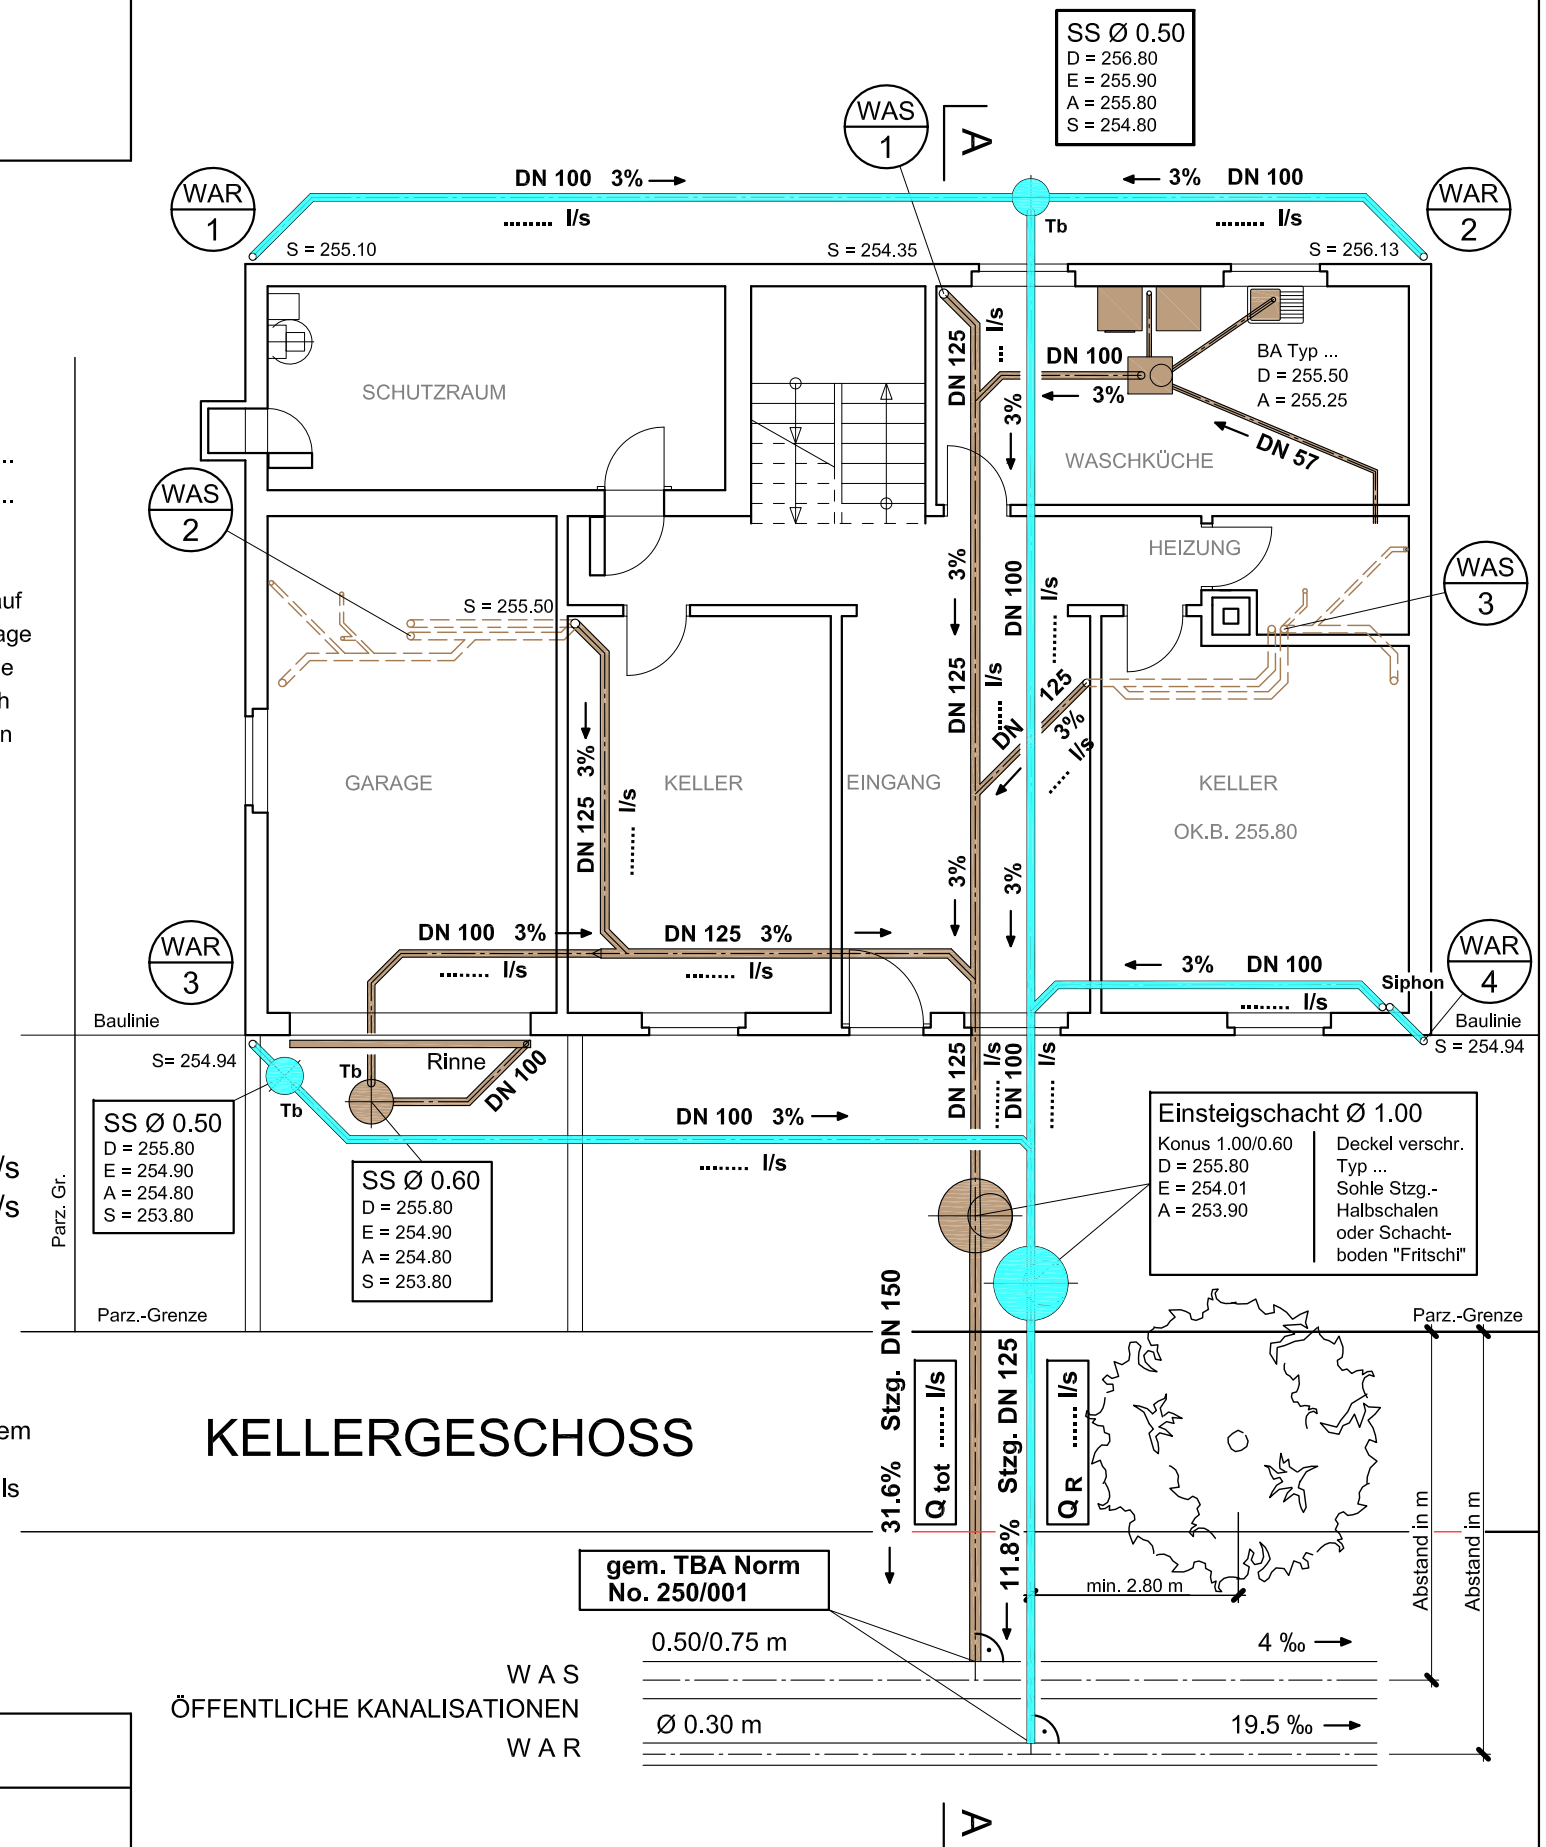 SS Ø 0.50
D = 256.80
E = 255.90
A = 255.80
S = 254.80
WAS
1
A
WAR
1
DN 100 3%
........ l/s
3% DN 100
........ l/s
Tb
WAR
2
S = 255.10
S = 254.35
S = 256.13
SCHUTZRAUM
DN 125
... l/s
DN 100
3%
3%
BA Typ ...
D = 255.50
A = 255.25
DN 57
WASCHKÜCHE
..
..
WAS
2
HEIZUNG
WAS
3
S = 255.50
3%
DN 100
l/s
auf
age
e
h
n
DN 125
l/s
DN 125
3%
l/s
GARAGE
3%
DN 125
l/s
KELLER
EINGANG
KELLER
OK.B. 255.80
3%
3%
WAR
3
DN 100 3%
........ l/s
DN 125 3%
........ l/s
3% DN 100
........ l/s
Siphon
WAR
4
Baulinie
Baulinie
S= 254.94
S = 254.94
Rinne
DN 100
Tb
Tb
DN 125
l/s
DN 100
l/s
SS Ø 0.50
D = 255.80
E = 254.90
A = 254.80
S = 253.80
DN 100 3%
........ l/s
SS Ø 0.60
D = 255.80
E = 254.90
A = 254.80
S = 253.80
Einsteigschacht Ø 1.00
Konus 1.00/0.60
D = 255.80
E = 254.01
A = 253.90
Deckel verschr.
Typ ...
Sohle Stzg.-
Halbschalen
oder Schacht-
boden "Fritschi"
/s
/s
Parz. Gr.
Parz.-Grenze
Parz.-Grenze
31.6% Stzg. DN 150
Q tot ....... l/s
11.8% Stzg. DN 125
Q R ....... l/s
KELLERGESCHOSS
em
ls
Abstand in m
Abstand in m
gem. TBA Norm
No. 250/001
min. 2.80 m
0.50/0.75 m
4 ‰
W A S
ÖFFENTLICHE KANALISATIONEN
Ø 0.30 m
19.5 ‰
W A R
A